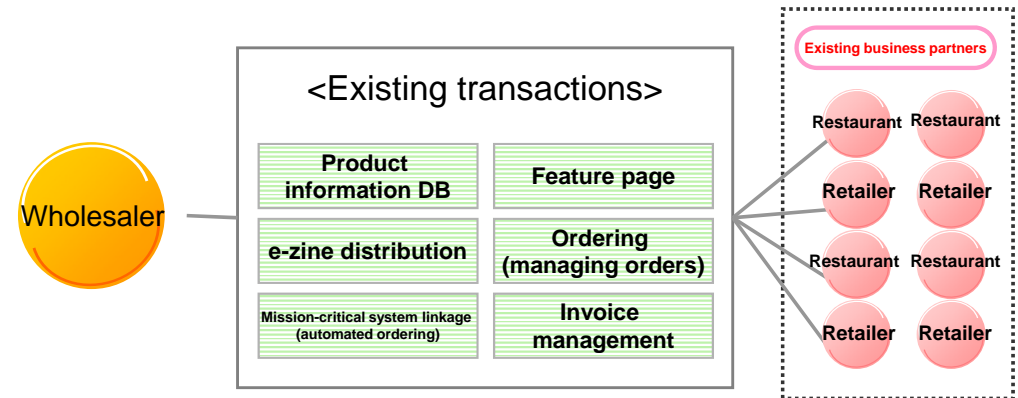 Wholesaler
<Existing transactions>
Product
information DB
Feature page
e-zine distribution
Ordering
(managing orders)
Mission-critical system linkage
(automated ordering)
Invoice
management
Existing business partners
Restaurant Restaurant
Retailer Retailer
Restaurant Restaurant
Retailer Retailer